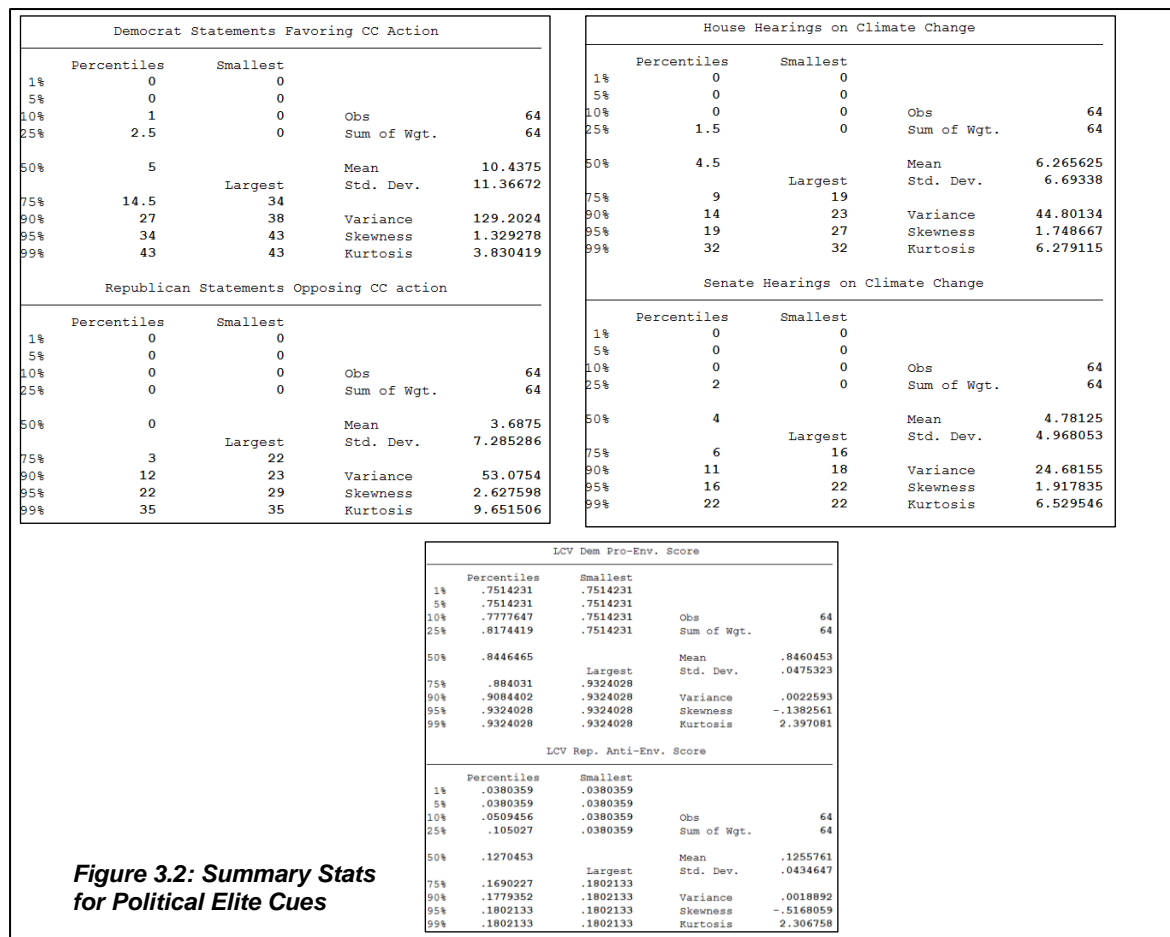 Democrat Statements Favoring CC Action
Percentiles Smallest
1% 0 0
5% 0 0
10% 1 0 Obs 64
25% 2.5 0 Sum of Wgt. 64
50% 5 Mean 10.4375
Largest Std. Dev. 11.36672
75% 14.5 34
90% 27 38 Variance 129.2024
95% 34 43 Skewness 1.329278
99% 43 43 Kurtosis 3.830419
Republican Statements Opposing CC action
Percentiles Smallest
1% 0 0
5% 0 0
10% 0 0 Obs 64
25% 0 0 Sum of Wgt. 64
50% 0 Mean 3.6875
Largest Std. Dev. 7.285286
75% 3 22
90% 12 23 Variance 53.0754
95% 22 29 Skewness 2.627598
99% 35 35 Kurtosis 9.651506
House Hearings on Climate Change
Percentiles Smallest
1% 0 0
5% 0 0
10% 0 0 Obs 64
25% 1.5 0 Sum of Wgt. 64
50% 4.5 Mean 6.265625
Largest Std. Dev. 6.69338
75% 9 19
90% 14 23 Variance 44.80134
95% 19 27 Skewness 1.748667
99% 32 32 Kurtosis 6.279115
Senate Hearings on Climate Change
Percentiles Smallest
1% 0 0
5% 0 0
10% 0 0 Obs 64
25% 2 0 Sum of Wgt. 64
50% 4 Mean 4.78125
Largest Std. Dev. 4.968053
75% 6 16
90% 11 18 Variance 24.68155
95% 16 22 Skewness 1.917835
99% 22 22 Kurtosis 6.529546
LCV Dem Pro-Env. Score
Percentiles Smallest
1% .7514231 .7514231
5% .7514231 .7514231
10% .7777647 .7514231 Obs 64
25% .8174419 .7514231 Sum of Wgt. 64
50% .8446465 Mean .8460453
Largest Std. Dev. .0475323
75% .884031 .9324028
90% .9084402 .9324028 Variance .0022593
95% .9324028 .9324028 Skewness -.1382561
99% .9324028 .9324028 Kurtosis 2.397081
LCV Rep. Anti-Env. Score
Percentiles Smallest
1% .0380359 .0380359
5% .0380359 .0380359
10% .0509456 .0380359 Obs 64
25% .105027 .0380359 Sum of Wgt. 64
50% .1270453 Mean .1255761
Largest Std. Dev. .0434647
75% .1690227 .1802133
90% .1779352 .1802133 Variance .0018892
95% .1802133 .1802133 Skewness -.5168059
99% .1802133 .1802133 Kurtosis 2.306758
Figure 3.2: Summary Stats
for Political Elite Cues